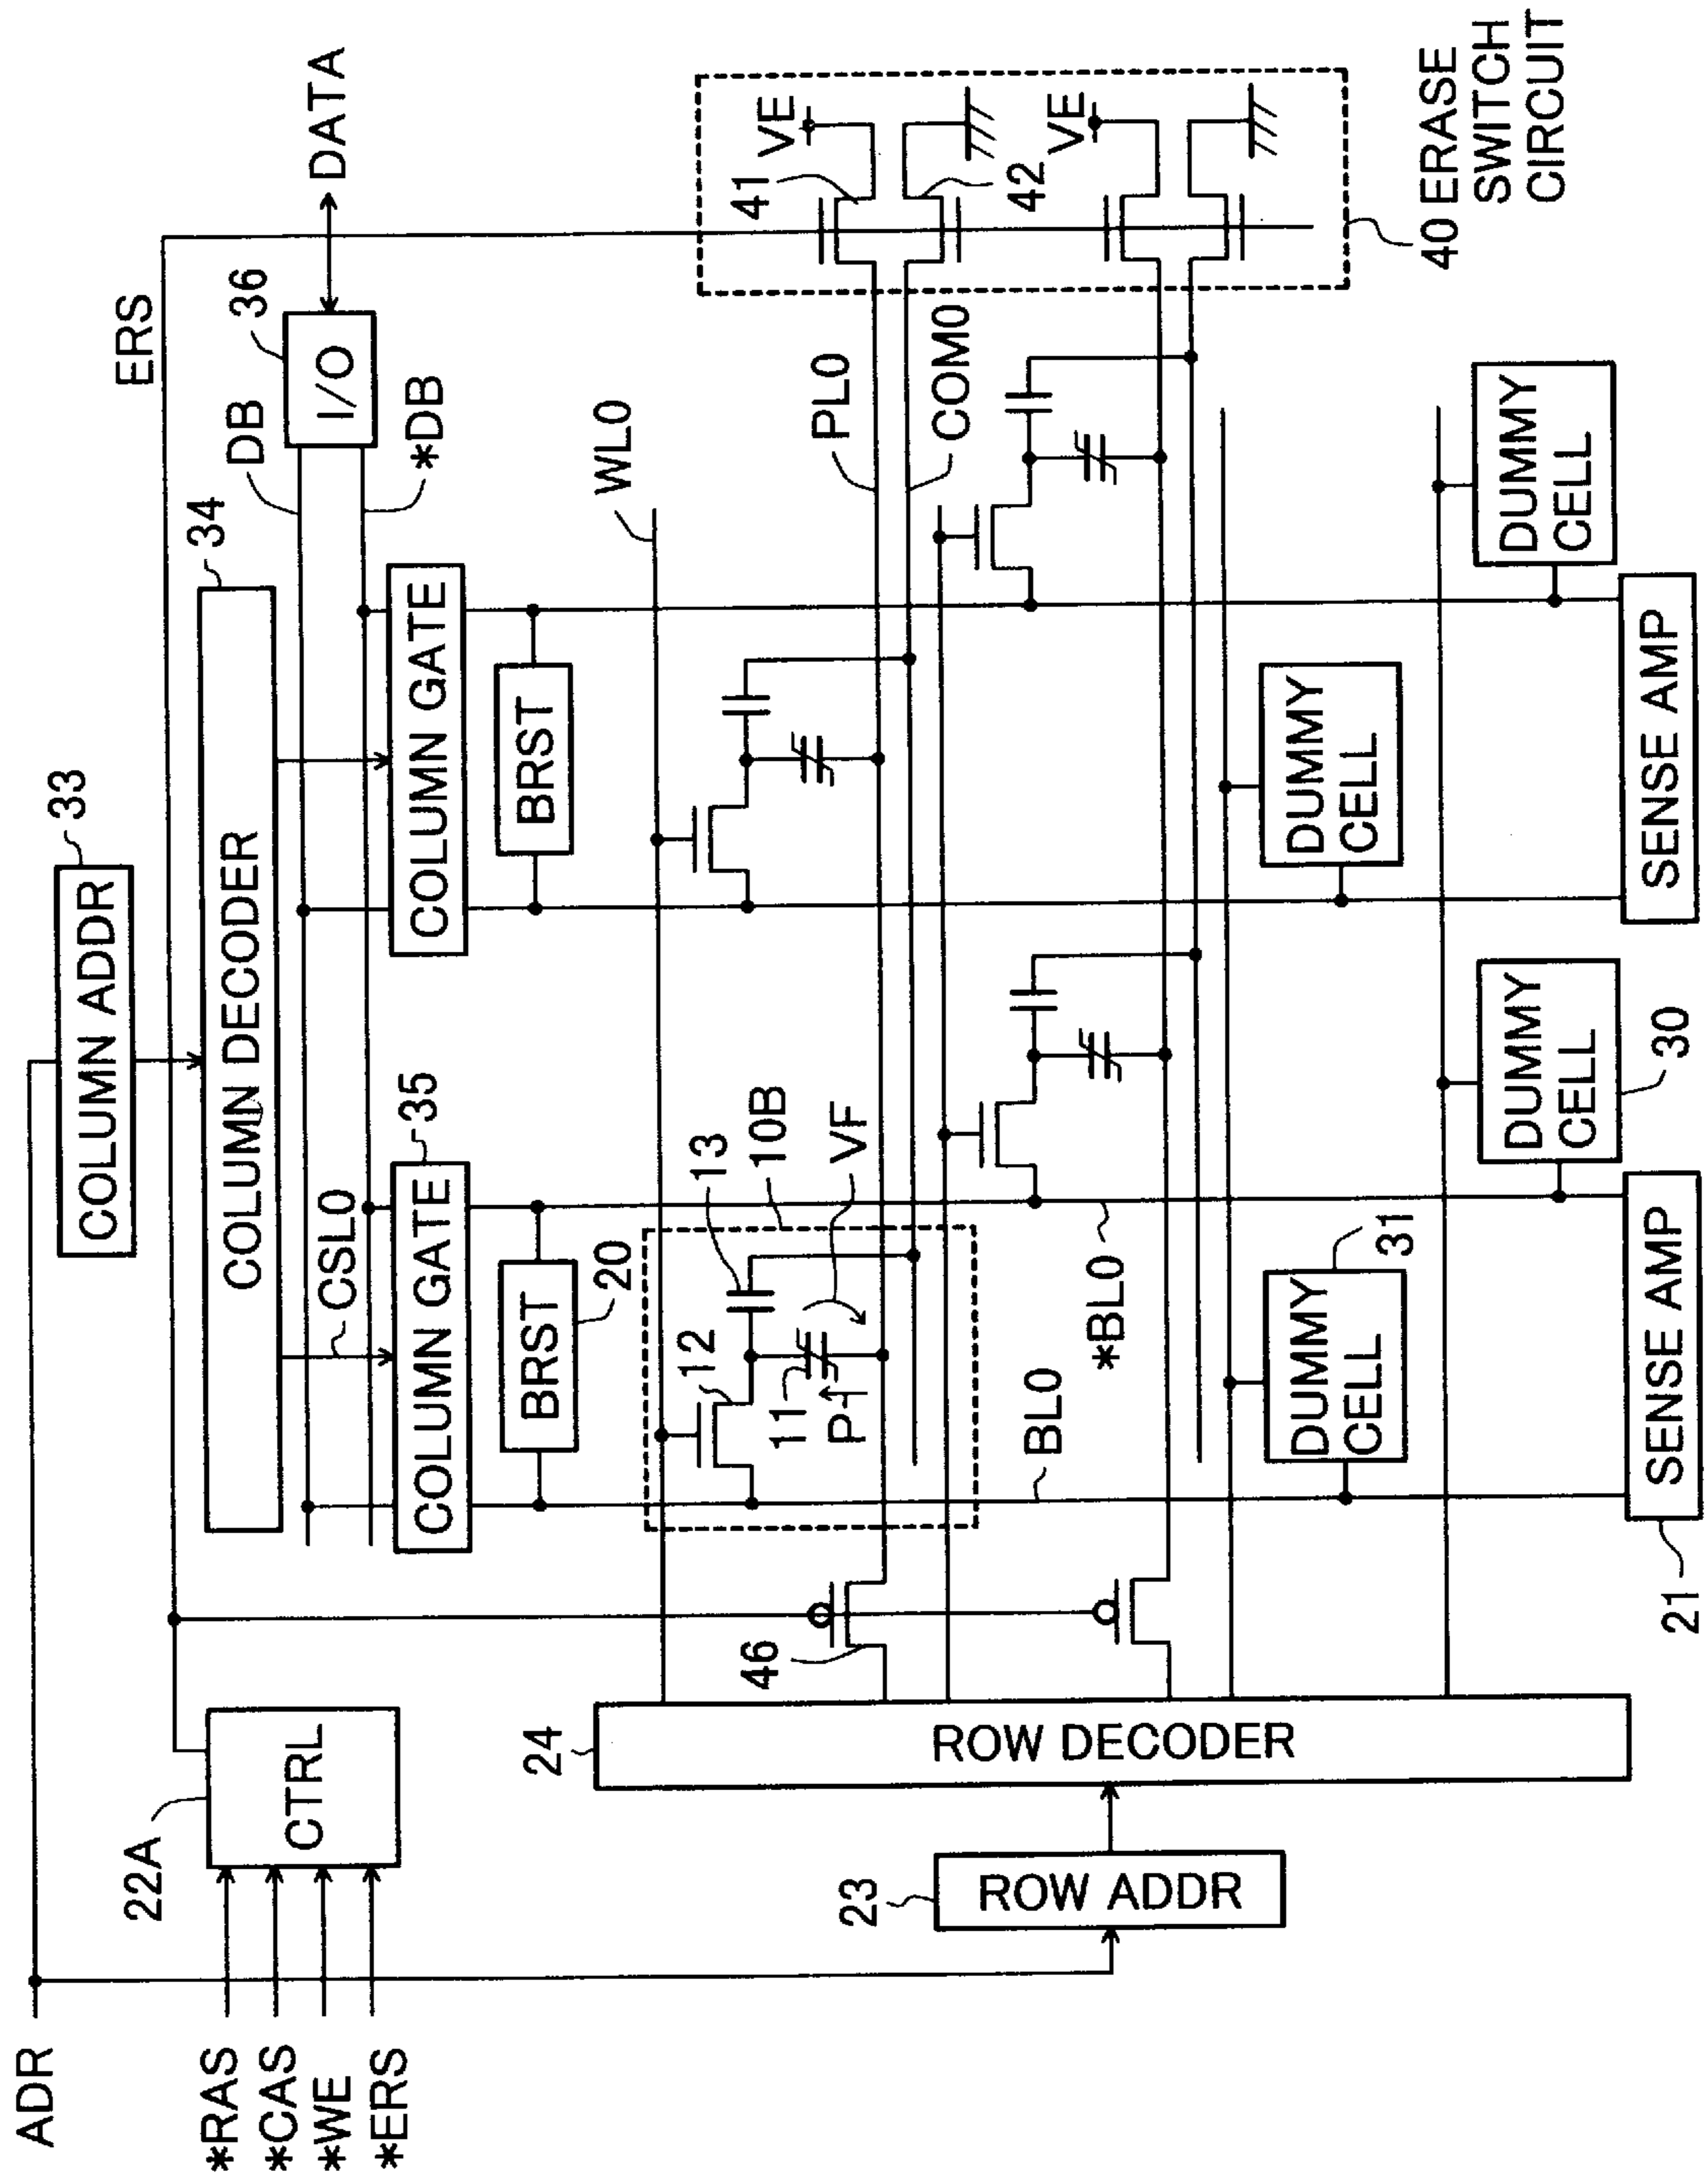 ADR
*RAS
*CAS
*WE
*ERS
22A
CTRL
ERS
33
COLUMN ADDR
34
COLUMN DECODER
DB
*DB
36
I/O
DATA
CSL0
35
COLUMN GATE
COLUMN GATE
BRST
20
BRST
WL0
12
13
10B
11
P
VF
PL0
COM0
VE
41
42
VE
40 ERASE
SWITCH
CIRCUIT
46
24
ROW DECODER
23
ROW ADDR
BL0
*BL0
DUMMY
CELL
31
DUMMY
CELL
DUMMY
CELL
30
DUMMY
CELL
21
SENSE AMP
SENSE AMP